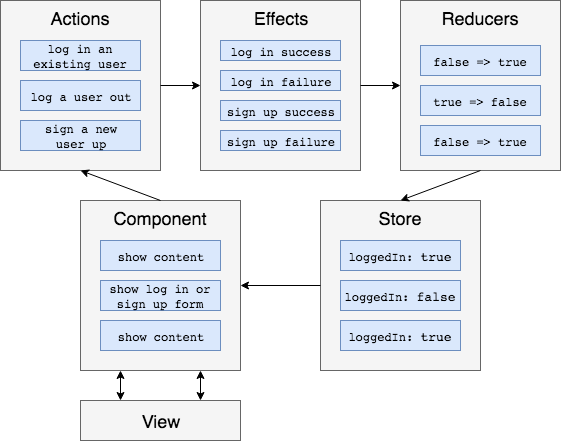 Actions
log in an
existing user
log a user out
sign a new
user up
Effects
log in success
log in failure
sign up success
sign up failure
Reducers
false => true
true => false
false => true
Component
show content
show log in or
sign up form
show content
Store
loggedIn: true
loggedIn: false
loggedIn: true
View